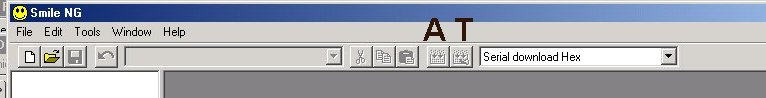 Smile NG
File Edit Tools Window Help
A T
Serial download Hex